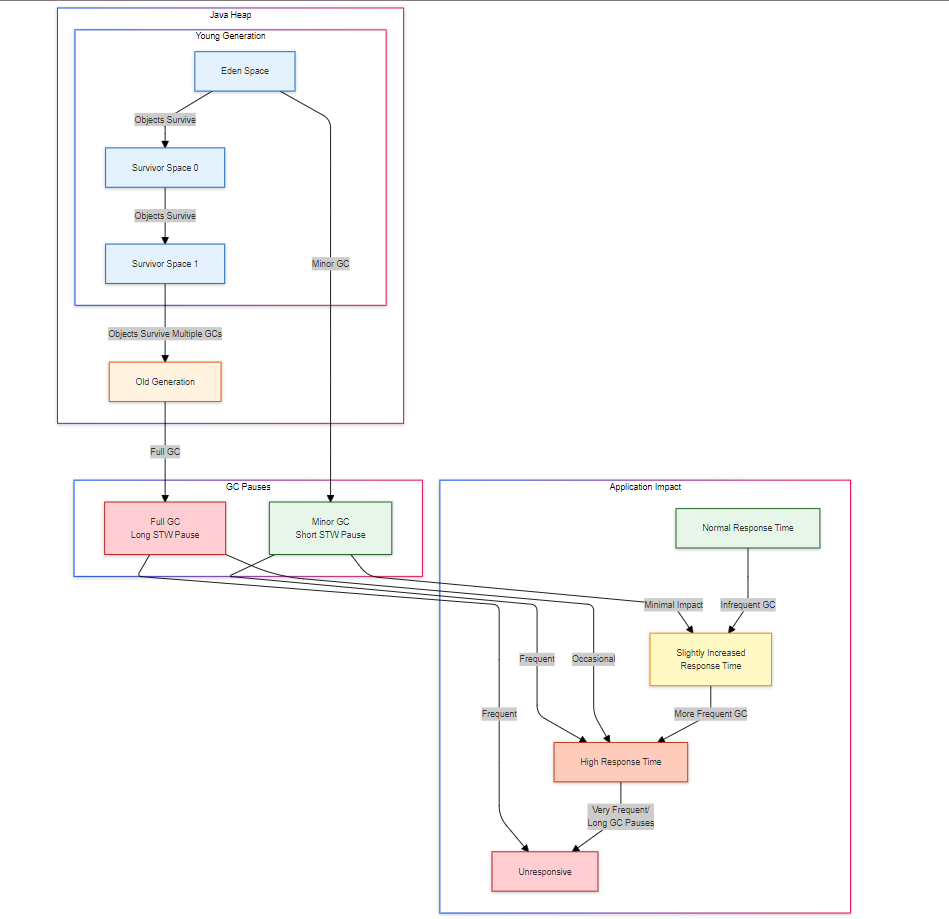 Java Heap
Young Generation
Eden Space
Objects Survive
Survivor Space 0
Objects Survive
Survivor Space 1
Minor GC
Objects Survive Multiple GCs
Old Generation
Full GC
GC Pauses
Full GC
Long STW Pause
Minor GC
Short STW Pause
Application Impact
Normal Response Time
Minimal Impact
Infrequent GC
Slightly Increased
Response Time
Frequent
Occasional
Frequent
More Frequent GC
High Response Time
Very Frequent/
Long GC Pauses
Unresponsive